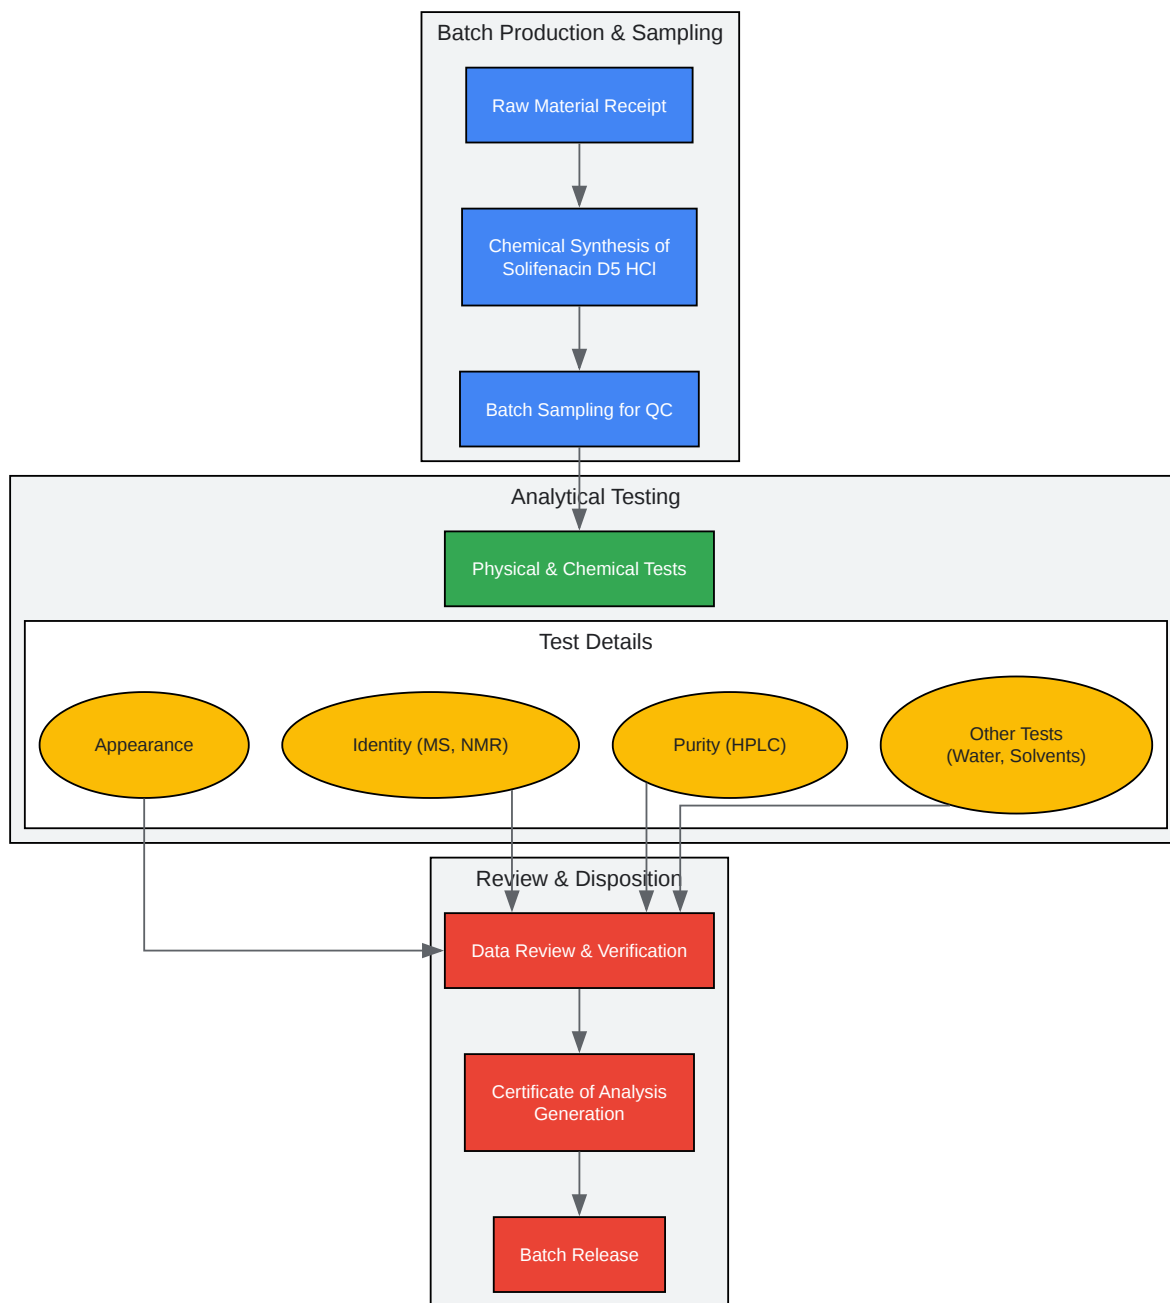 Batch Production & Sampling
Raw Material Receipt
Chemical Synthesis of
Solifenacin D5 HCl
Batch Sampling for QC
Analytical Testing
Physical & Chemical Tests
Test Details
Appearance
Identity (MS, NMR)
Purity (HPLC)
Other Tests
(Water, Solvents)
Review & Disposition
Data Review & Verification
Certificate of Analysis
Generation
Batch Release